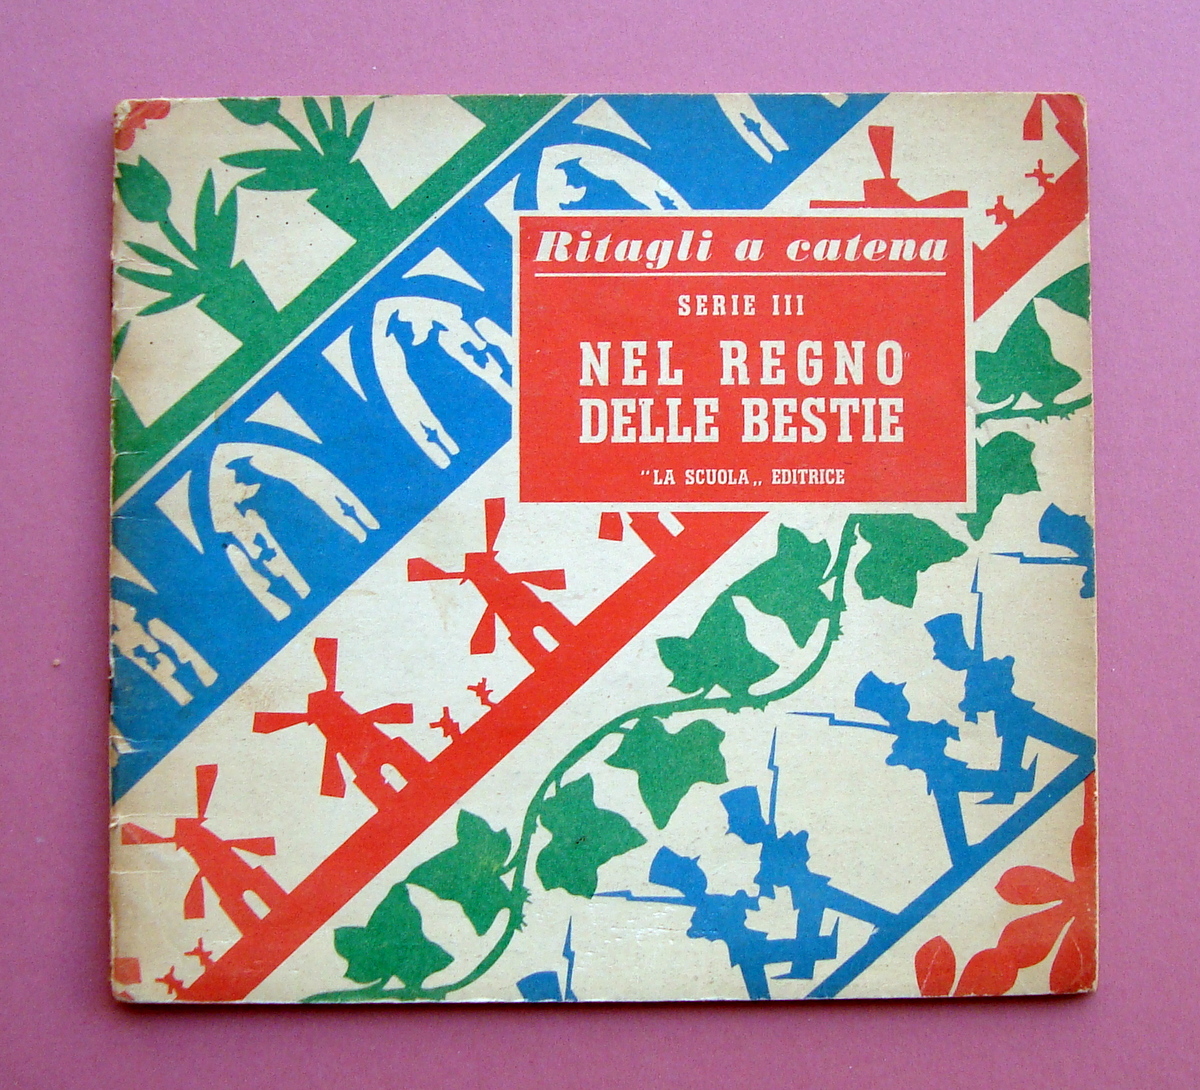 Ritagli a catena
SERIE III
NEL REGNO
DELLE BESTIE
"LA SCUOLA„ EDITRICE